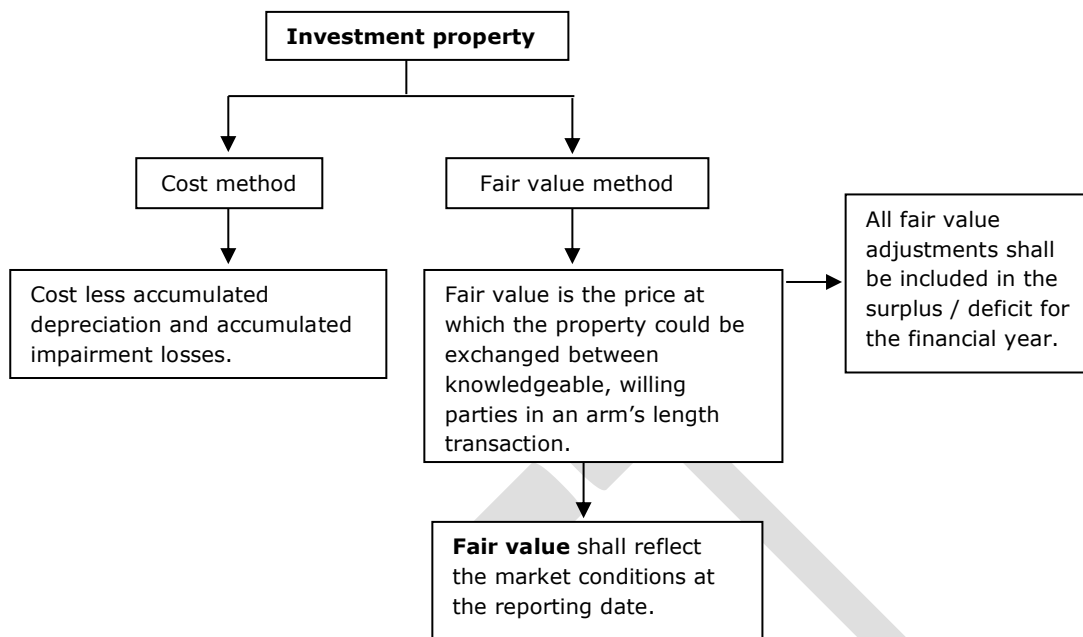 Investment property
Cost method
Fair value method
Cost less accumulated
depreciation and accumulated
impairment losses.
Fair value is the price at
which the property could be
exchanged between
knowledgeable, willing
parties in an arm’s length
transaction.
All fair value
adjustments shall
be included in the
surplus / deficit for
the financial year.
Fair value shall reflect
the market conditions at
the reporting date.